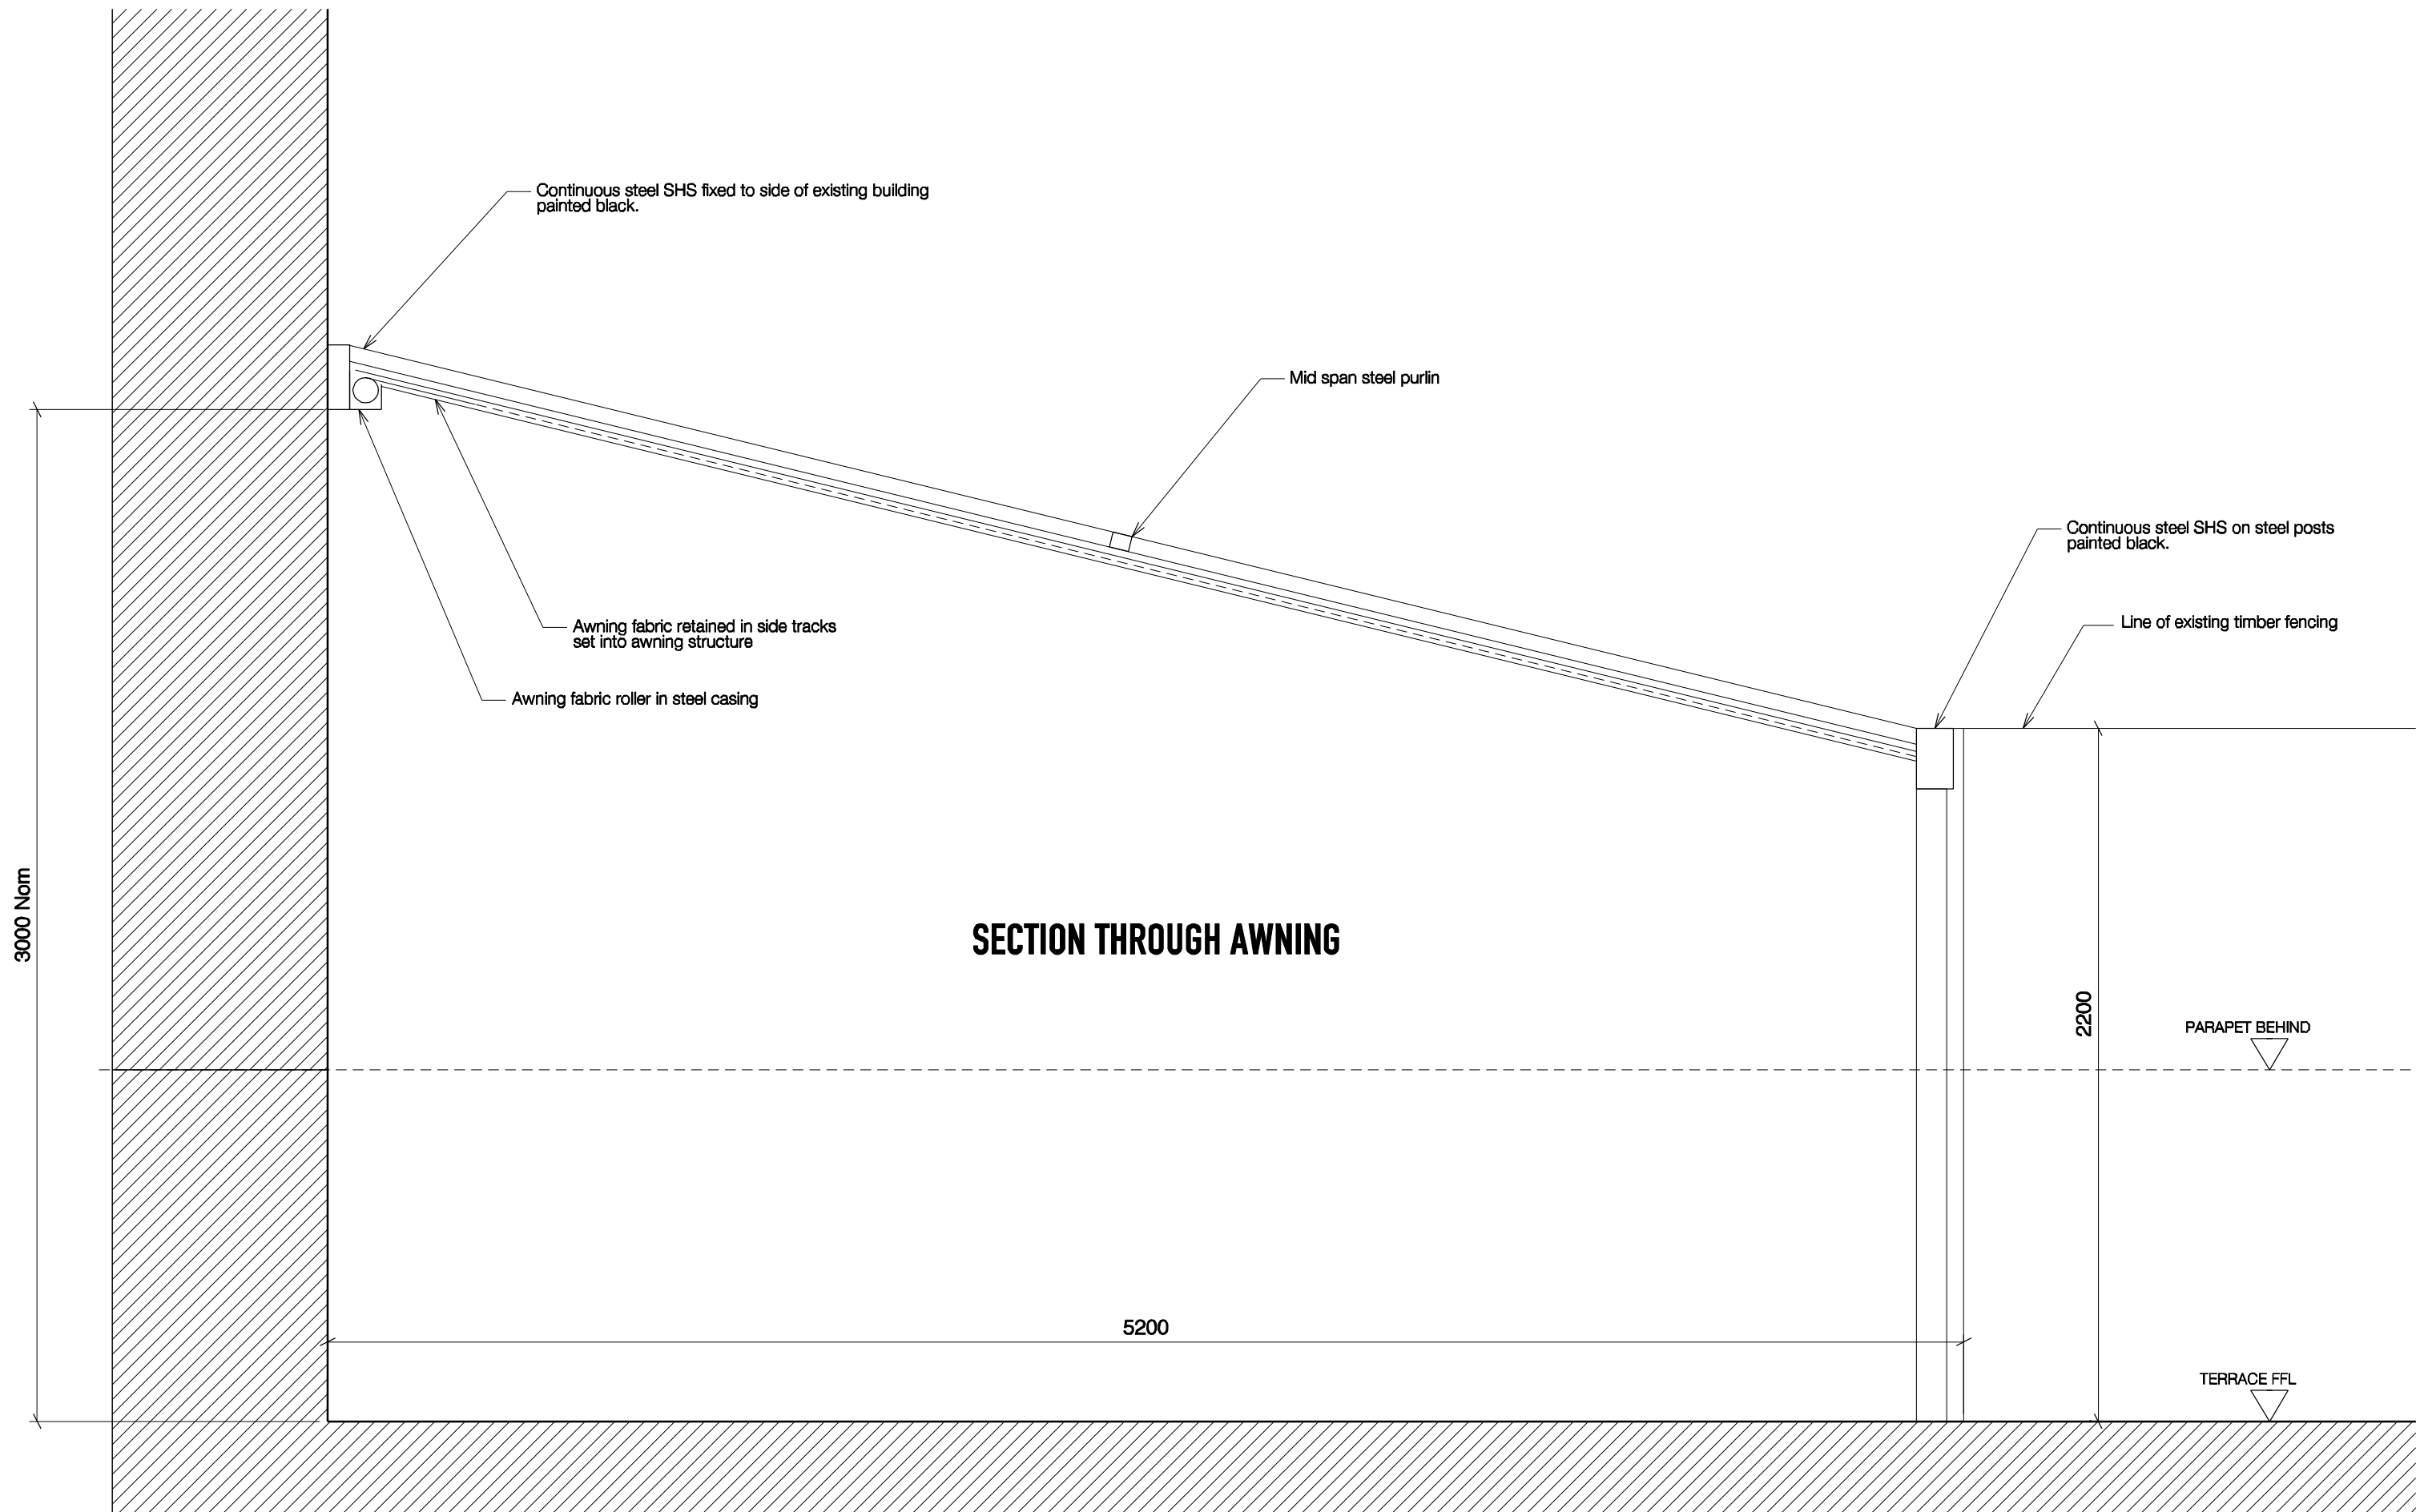 Continuous steel SHS fixed to side of existing building
painted black.
Mid span steel purlin
Continuous steel SHS on steel posts
painted black.
Line of existing timber fencing
Awning fabric retained in side tracks
set into awning structure
Awning fabric roller in steel casing
3000 Nom
SECTION THROUGH AWNING
2200
PARAPET BEHIND
5200
TERRACE FFL